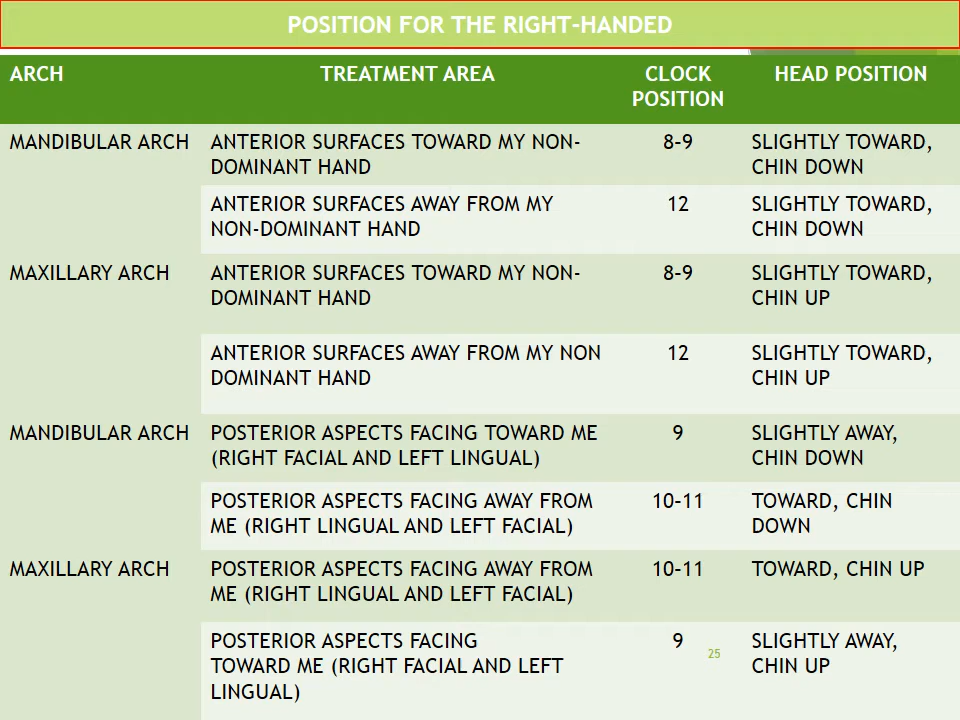 POSITION FOR THE RIGHT-HANDED
ARCH
TREATMENT AREA
CLOCK
POSITION
HEAD POSITION
MANDIBULAR ARCH
ANTERIOR SURFACES TOWARD MY NON-
DOMINANT HAND
8-9
SLIGHTLY TOWARD,
CHIN DOWN
ANTERIOR SURFACES AWAY FROM MY
NON-DOMINANT HAND
12
SLIGHTLY TOWARD,
CHIN DOWN
MAXILLARY ARCH
ANTERIOR SURFACES TOWARD MY NON-
DOMINANT HAND
8-9
SLIGHTLY TOWARD,
CHIN UP
ANTERIOR SURFACES AWAY FROM MY NON
DOMINANT HAND
12
SLIGHTLY TOWARD,
CHIN UP
MANDIBULAR ARCH
POSTERIOR ASPECTS FACING TOWARD ME
(RIGHT FACIAL AND LEFT LINGUAL)
9
SLIGHTLY AWAY,
CHIN DOWN
POSTERIOR ASPECTS FACING AWAY FROM
ME (RIGHT LINGUAL AND LEFT FACIAL)
10-11
TOWARD, CHIN
DOWN
MAXILLARY ARCH
POSTERIOR ASPECTS FACING AWAY FROM
ME (RIGHT LINGUAL AND LEFT FACIAL)
10-11
TOWARD, CHIN UP
POSTERIOR ASPECTS FACING
TOWARD ME (RIGHT FACIAL AND LEFT
LINGUAL)
9
25
SLIGHTLY AWAY,
CHIN UP